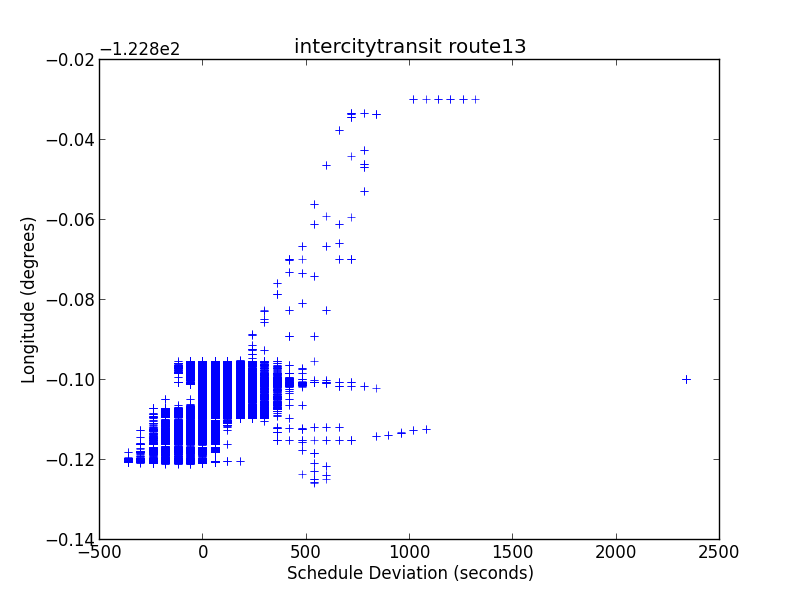 intercitytransit route13
−1.228e2
−0.02
−0.04
−0.06
−0.08
−0.10
−0.12
−0.14
Longitude (degrees)
−500 0 500 1000 1500 2000 2500
Schedule Deviation (seconds)